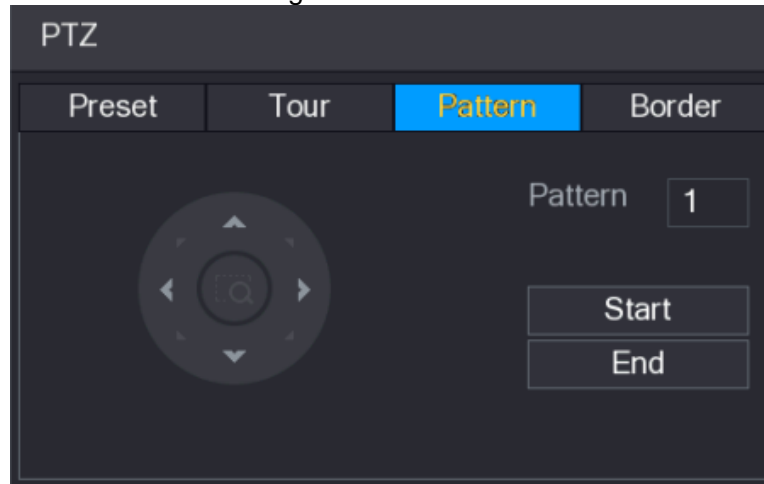 PTZ
Preset Tour Pattern Border
Pattern 1
Start
End